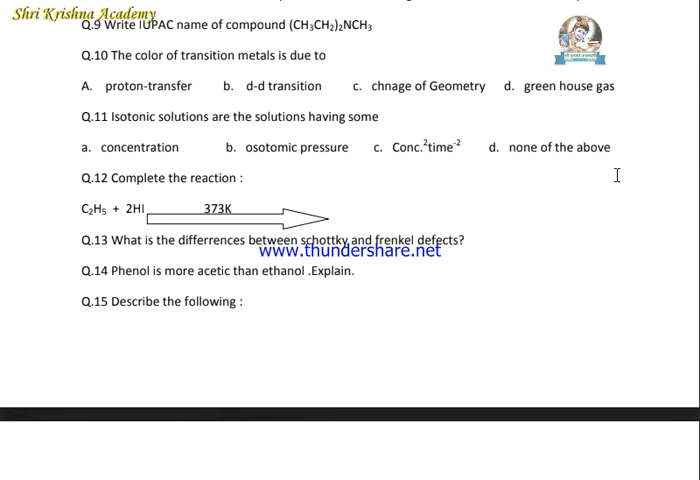 Shri Krishna Academy
Q.9 Write IUPAC name of compound (CH₃CH₂)₂NCH₃
Q.10 The color of transition metals is due to
A. proton-transfer b. d-d transition c. chnage of Geometry d. green house gas
Q.11 Isotonic solutions are the solutions having some
a. concentration b. osotomic pressure c. Conc.²time⁻² d. none of the above
Q.12 Complete the reaction :
C₂H₅ + 2HI 373K
Q.13 What is the differrences between schottky and frenkel defects?
www.thundershare.net
Q.14 Phenol is more acetic than ethanol .Explain.
Q.15 Describe the following :